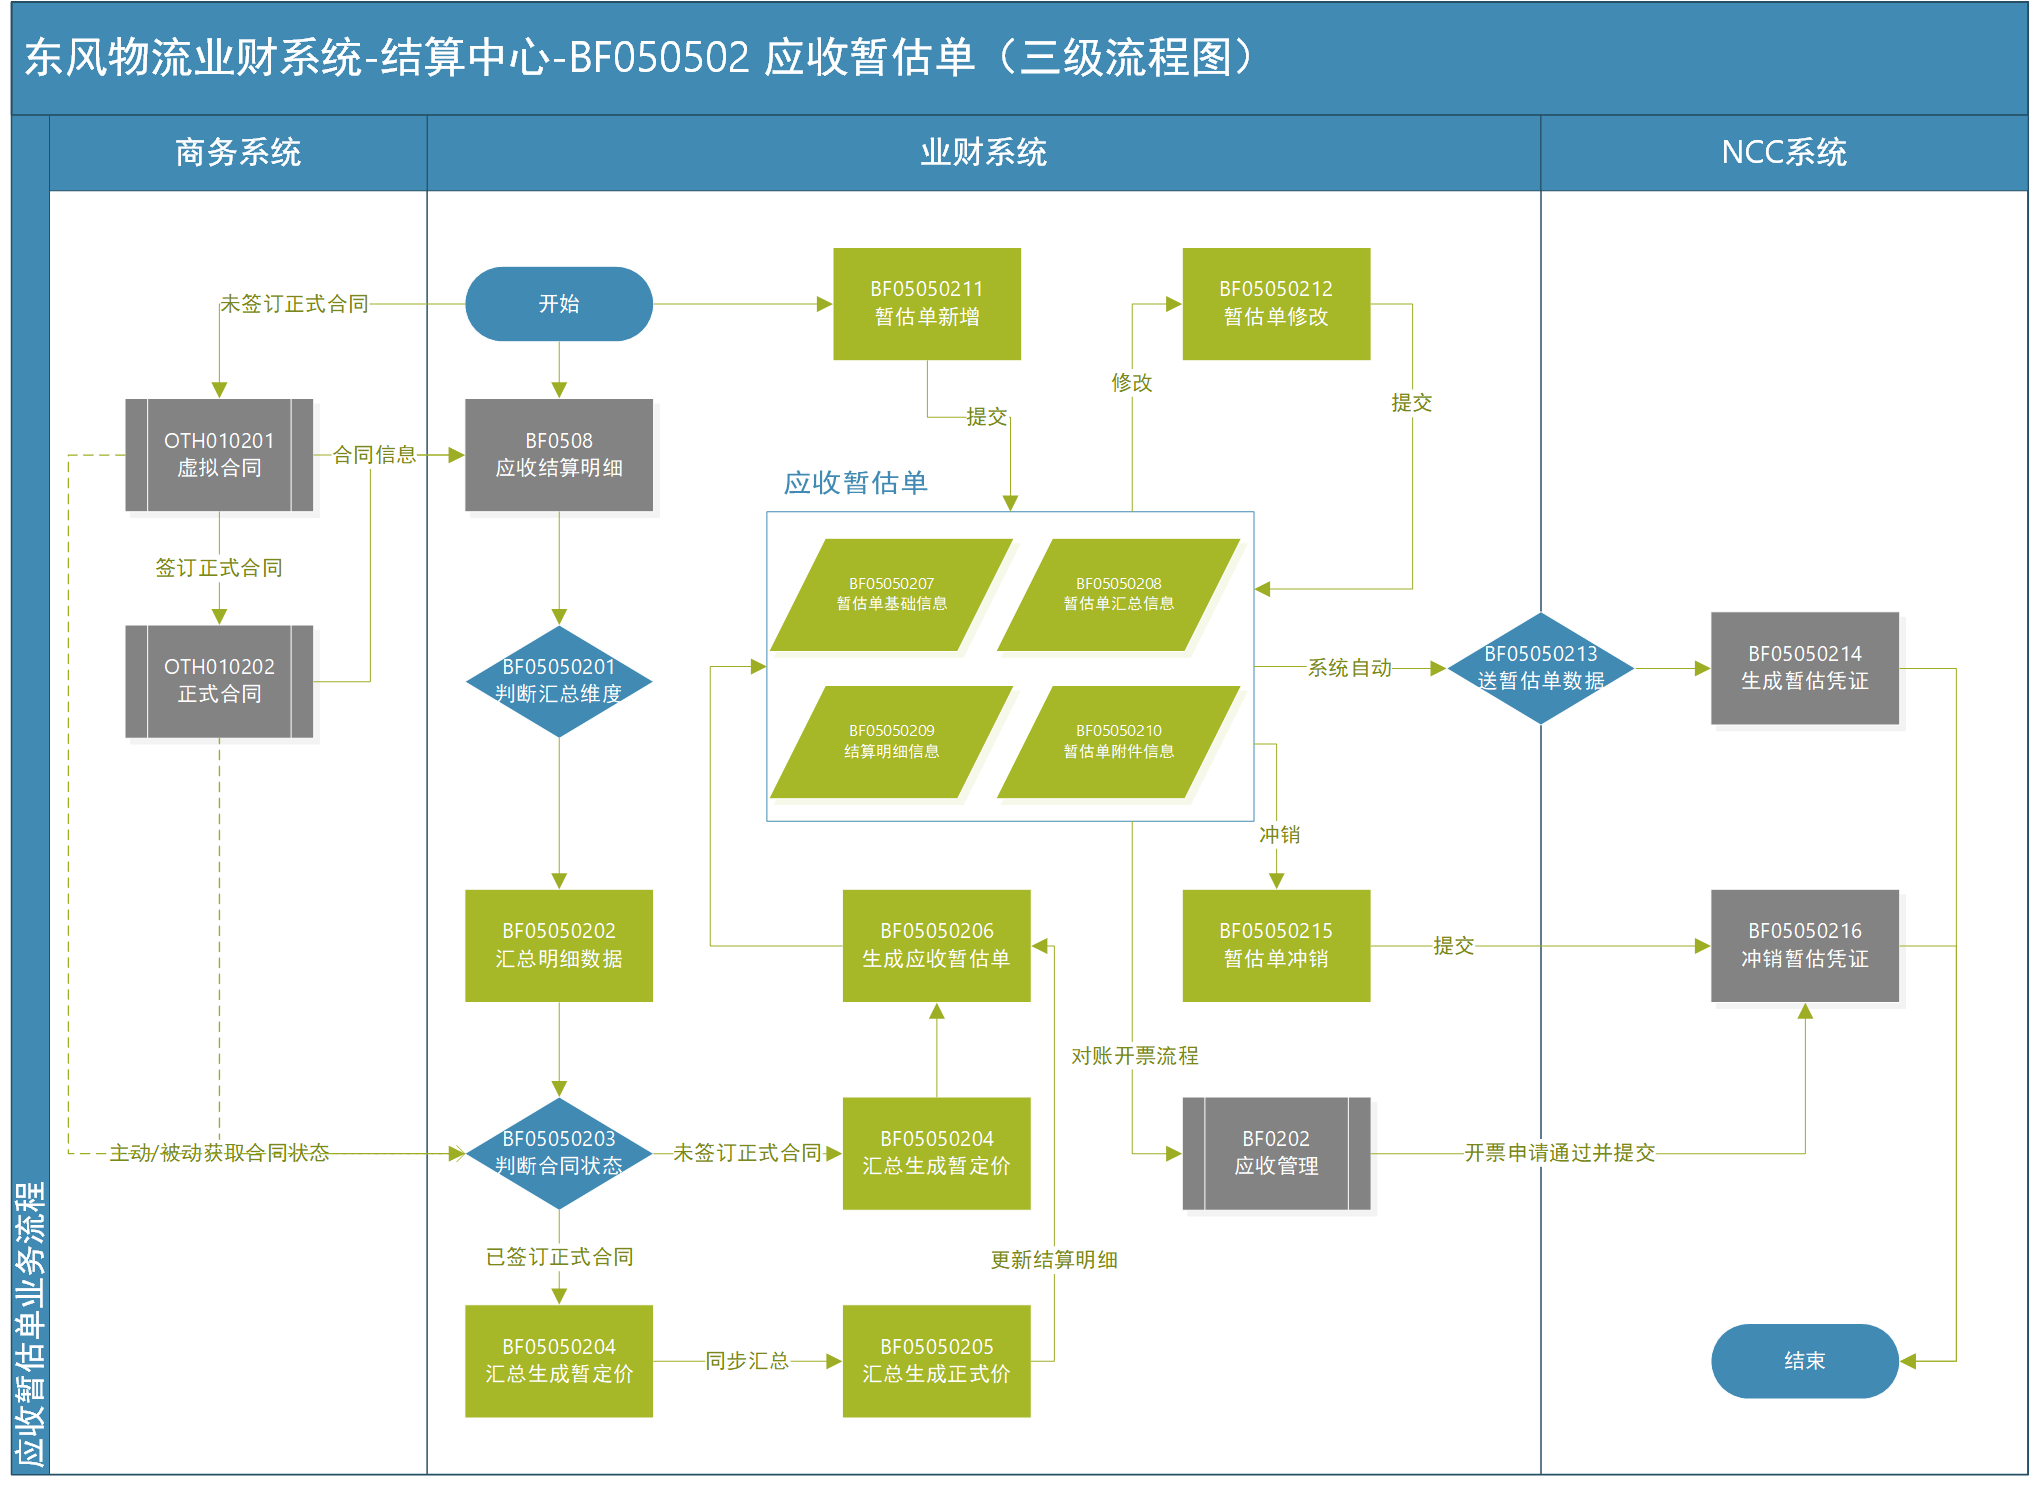 东风物流业财系统-结算中心-BF050502 应收暂估单（三级流程图）
商务系统
业财系统
NCC系统
应收暂估单业务流程
未签订正式合同
开始
BF05050211
暂估单新增
BF05050212
暂估单修改
修改
提交
提交
OTH010201
虚拟合同
合同信息
BF0508
应收结算明细
应收暂估单
签订正式合同
BF05050207
暂估单基础信息
BF05050208
暂估单汇总信息
OTH010202
正式合同
BF05050201
判断汇总维度
系统自动
BF05050213
送暂估单数据
BF05050214
生成暂估凭证
BF05050209
结算明细信息
BF05050210
暂估单附件信息
冲销
BF05050202
汇总明细数据
BF05050206
生成应收暂估单
BF05050215
暂估单冲销
提交
BF05050216
冲销暂估凭证
对账开票流程
主动/被动获取合同状态
BF05050203
判断合同状态
未签订正式合同
BF05050204
汇总生成暂定价
BF0202
应收管理
开票申请通过并提交
已签订正式合同
更新结算明细
BF05050204
汇总生成暂定价
同步汇总
BF05050205
汇总生成正式价
结束